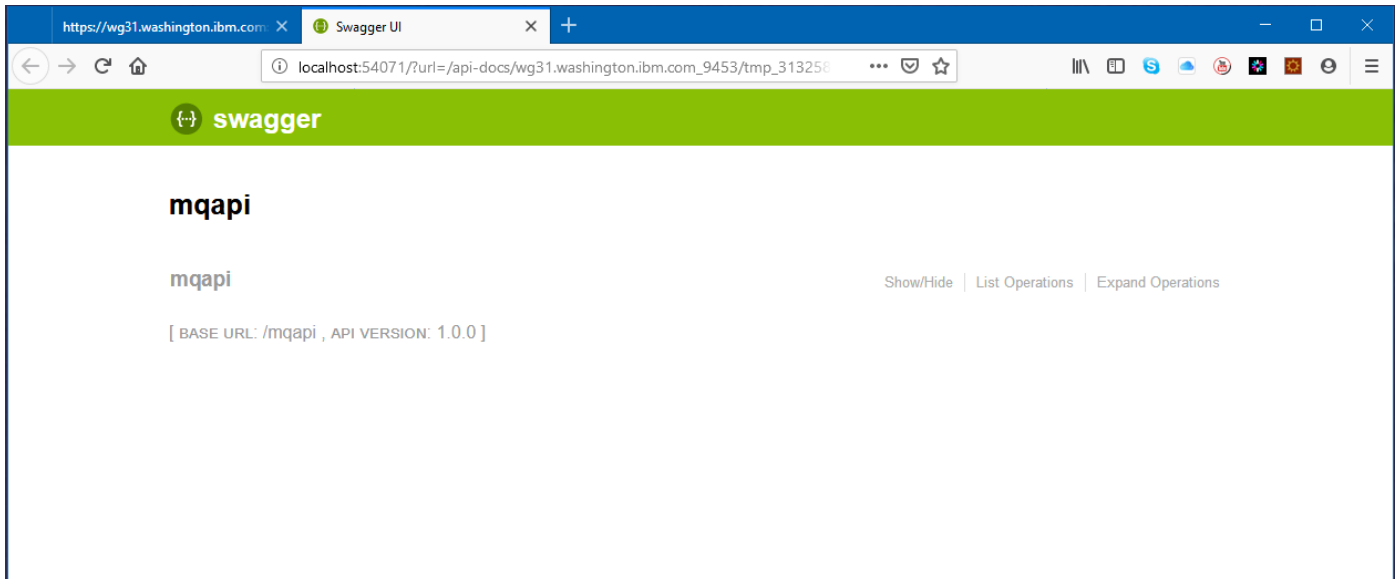 https://wg31.washington.ibm.com
Swagger UI
localhost:54071/?url=/api-docs/wg31.washington.ibm.com_9453/tmp_313258
swagger
mqapi
mqapi
Show/Hide List Operations Expand Operations
[ BASE URL: /mqapi , API VERSION: 1.0.0 ]